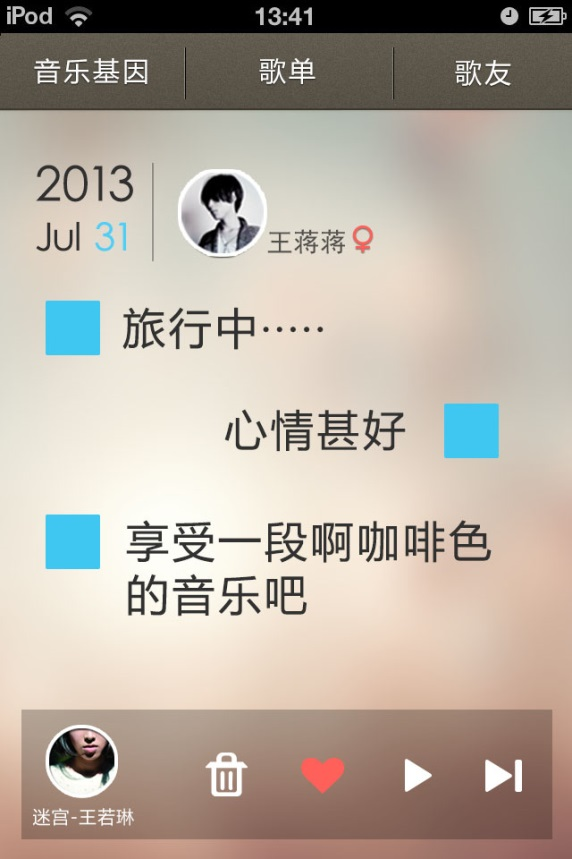 iPod 13:41
音乐基因 歌单 歌友
2013
Jul 31
王蒋蒋
旅行中·····
心情甚好
享受一段啊咖啡色
的音乐吧
迷宫-王若琳